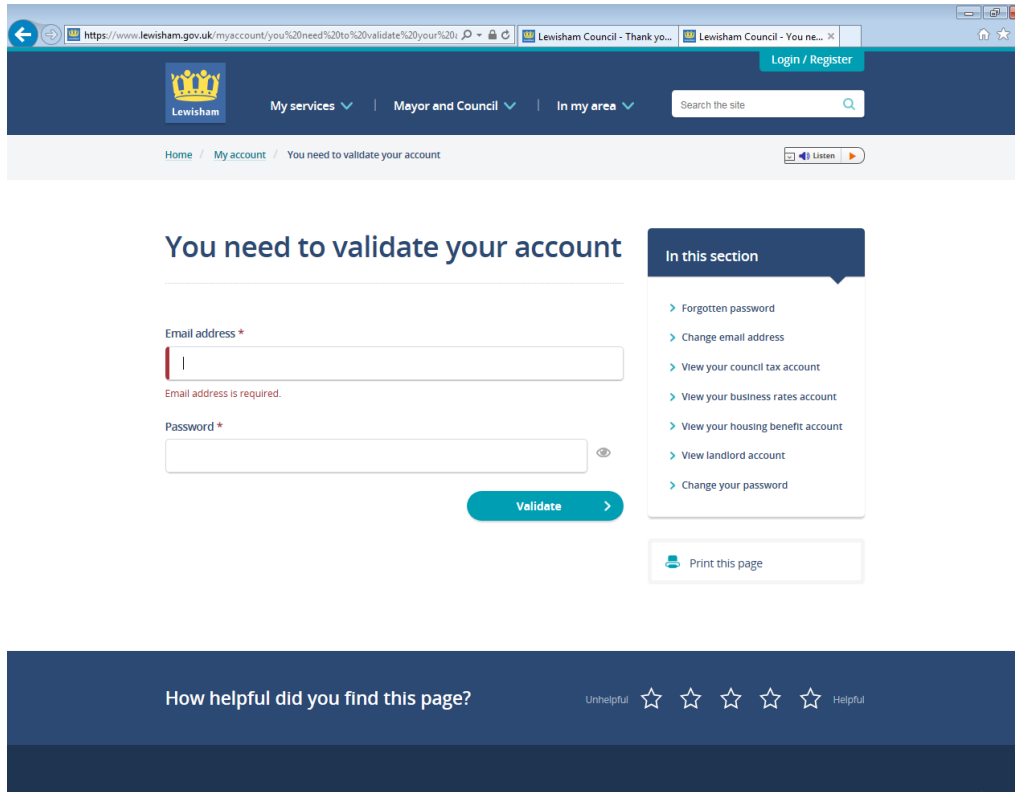 https://www.lewisham.gov.uk/myaccount/you%20need%20to%20validate%20your%20
Lewisham Council - Thank yo...
Lewisham Council - You ne...
Login / Register
Lewisham
My services
Mayor and Council
In my area
Search the site
Home / My account / You need to validate your account
Listen
You need to validate your account
Email address *
Email address is required.
Password *
Validate
In this section
Forgotten password
Change email address
View your council tax account
View your business rates account
View your housing benefit account
View landlord account
Change your password
Print this page
How helpful did you find this page?
Unhelpful
Helpful